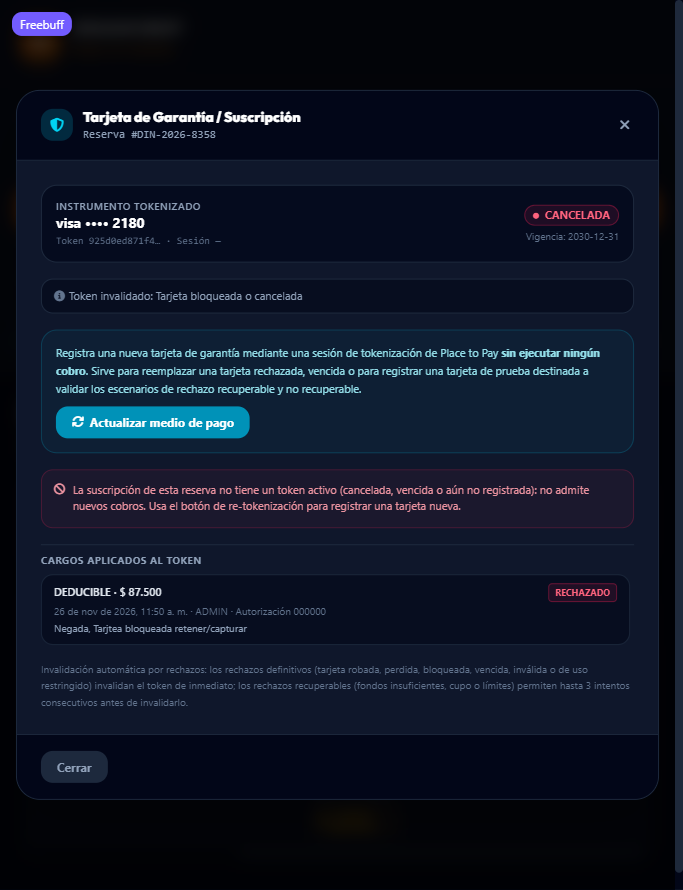 Freebuff
Tarjeta de Garantía / Suscripción
Reserva #DIN-2026-8358
×
INSTRUMENTO TOKENIZADO
visa •••• 2180
Token 925d0ed871f4… · Sesión —
CANCELADA
Vigencia: 2030-12-31
Token invalidado: Tarjeta bloqueada o cancelada
Registra una nueva tarjeta de garantía mediante una sesión de tokenización de Place to Pay sin ejecutar ningún
cobro. Sirve para reemplazar una tarjeta rechazada, vencida o para registrar una tarjeta de prueba destinada a
validar los escenarios de rechazo recuperable y no recuperable.
Actualizar medio de pago
La suscripción de esta reserva no tiene un token activo (cancelada, vencida o aún no registrada): no admite
nuevos cobros. Usa el botón de re-tokenización para registrar una tarjeta nueva.
CARGOS APLICADOS AL TOKEN
DEDUCIBLE · $ 87.500
RECHAZADO
26 de nov de 2026, 11:50 a. m. · ADMIN · Autorización 000000
Negada, Tarjtea bloqueada retener/capturar
Invalidación automática por rechazos: los rechazos definitivos (tarjeta robada, perdida, bloqueada, vencida, inválida o de uso
restringido) invalidan el token de inmediato; los rechazos recuperables (fondos insuficientes, cupo o límites) permiten hasta 3 intentos
consecutivos antes de invalidarlo.
Cerrar